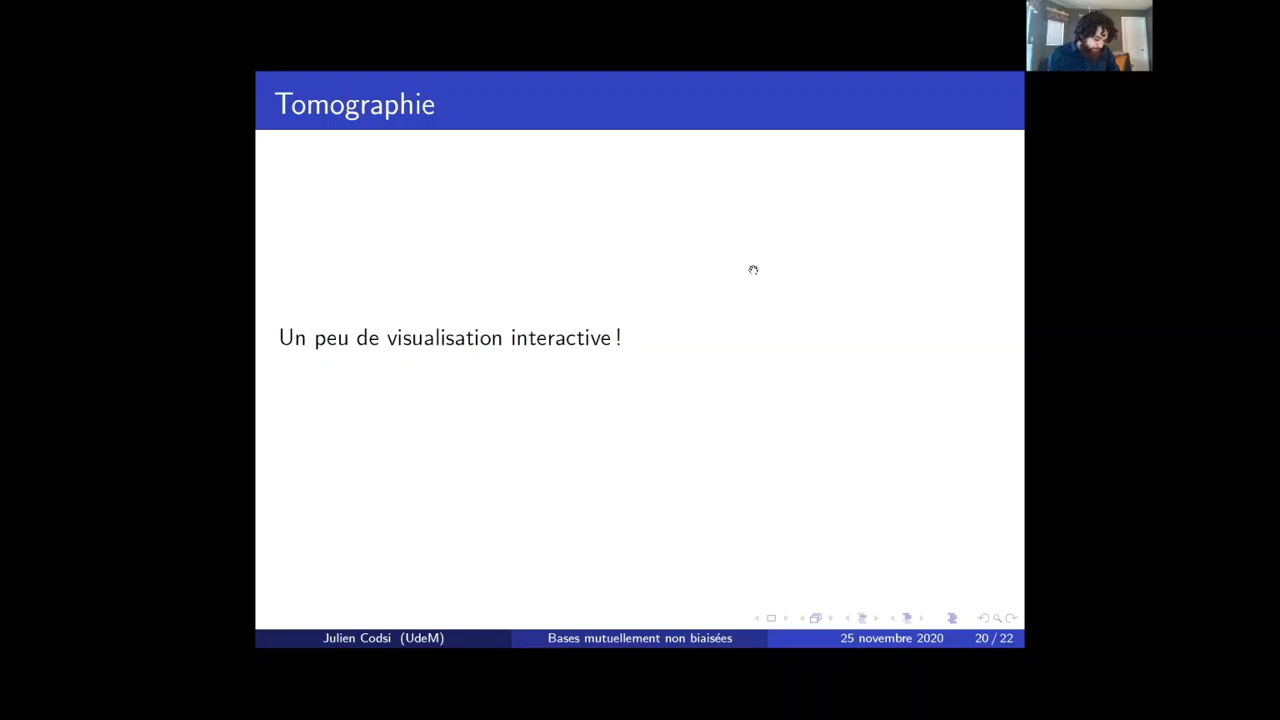 Tomographie
Un peu de visualisation interactive !
Julien Codsi (UdeM)
Bases mutuellement non biaisées
25 novembre 2020
20 / 22